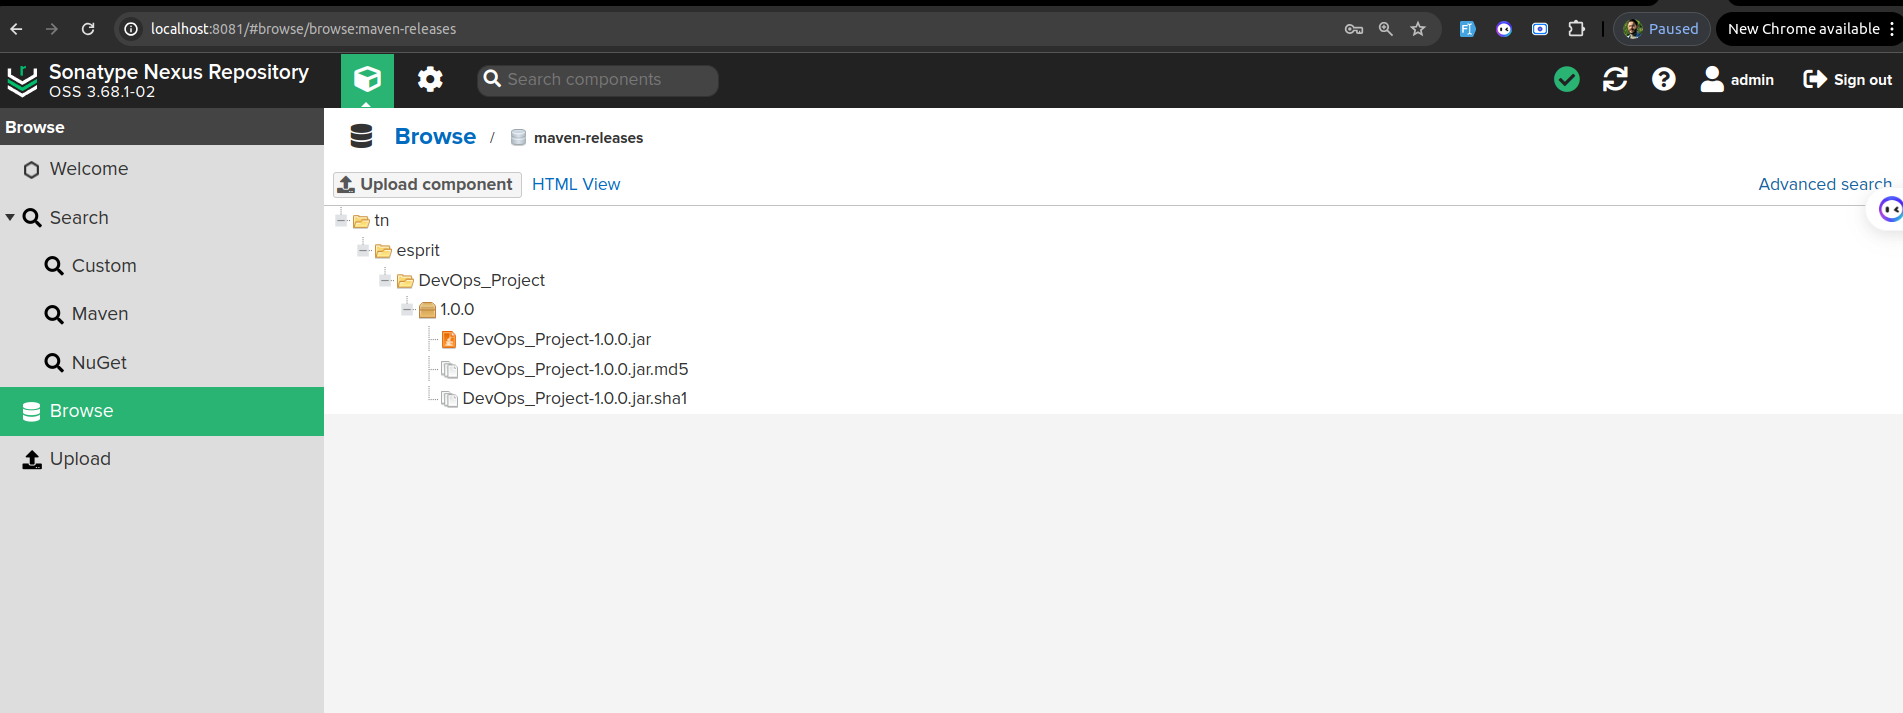 localhost:8081/#browse/browse:maven-releases
Paused
New Chrome available
Sonatype Nexus Repository
OSS 3.68.1-02
Search components
admin
Sign out
Browse
Welcome
Search
Custom
Maven
NuGet
Browse
Upload
Browse / maven-releases
Upload component
HTML View
Advanced search
tn
esprit
DevOps_Project
1.0.0
DevOps_Project-1.0.0.jar
DevOps_Project-1.0.0.jar.md5
DevOps_Project-1.0.0.jar.sha1